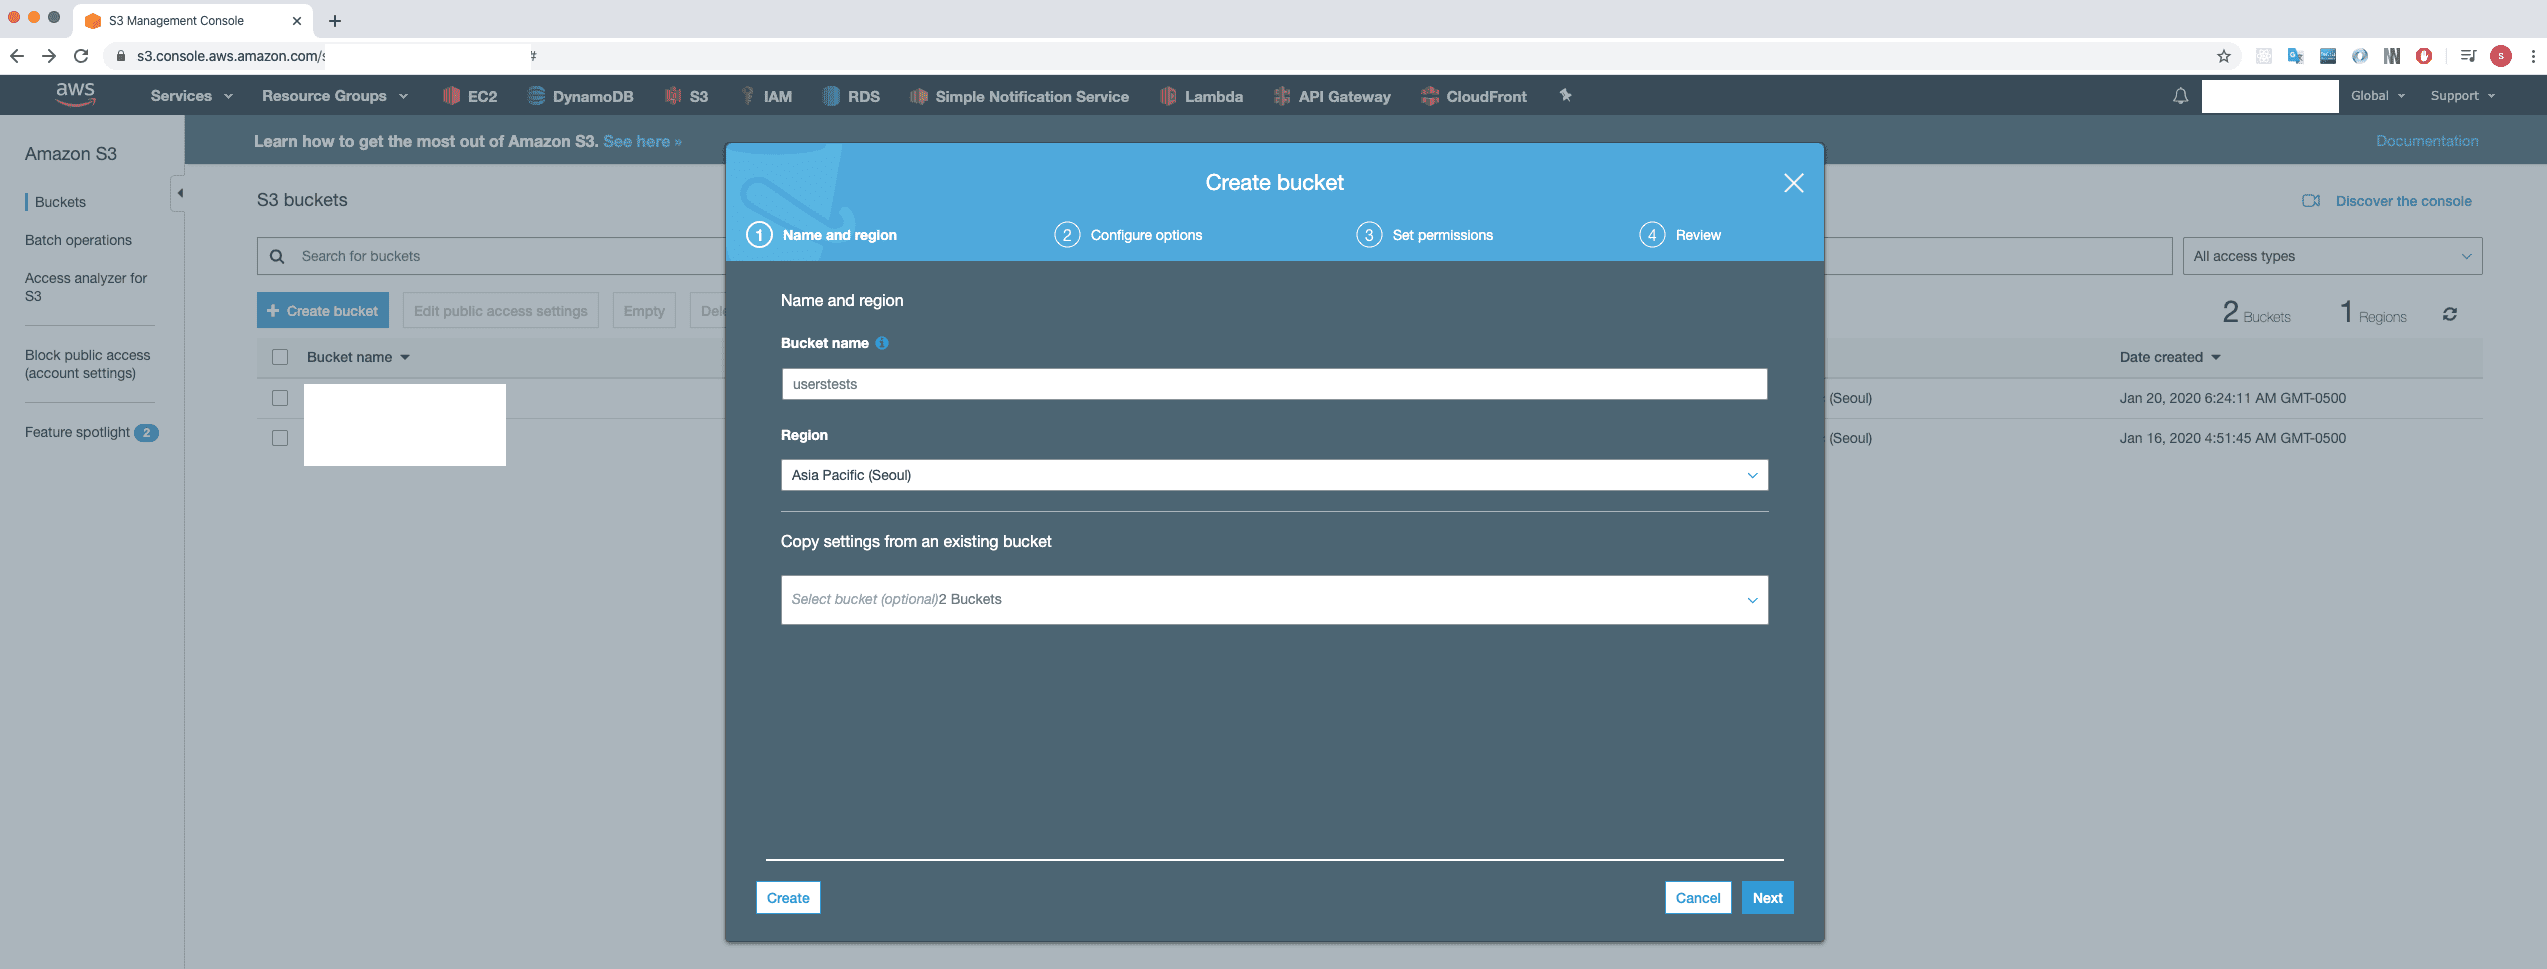 S3 Management Console
s3.console.aws.amazon.com/s #
aws Services Resource Groups EC2 DynamoDB S3 IAM RDS Simple Notification Service Lambda API Gateway CloudFront Global Support
Amazon S3
Buckets
Batch operations
Access analyzer for
S3
Block public access
(account settings)
Feature spotlight 2
Learn how to get the most out of Amazon S3. See here » Documentation
S3 buckets
Discover the console
Search for buckets
All access types
+ Create bucket Edit public access settings Empty Dele
2 Buckets 1 Regions
Bucket name Date created
(Seoul) Jan 20, 2020 6:24:11 AM GMT-0500
(Seoul) Jan 16, 2020 4:51:45 AM GMT-0500
Create bucket
1 Name and region 2 Configure options 3 Set permissions 4 Review
Name and region
Bucket name
userstests
Region
Asia Pacific (Seoul)
Copy settings from an existing bucket
Select bucket (optional)2 Buckets
Create Cancel Next